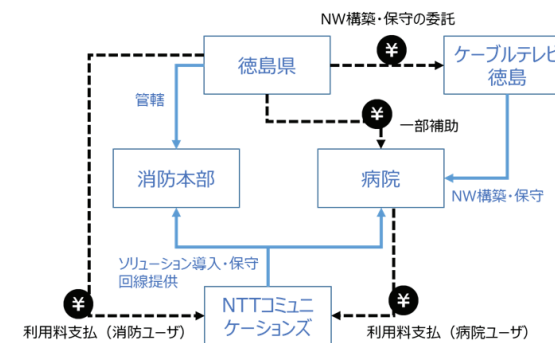 NW構築・保守の委託
¥
徳島県
ケーブルテレビ
徳島
管轄
¥
一部補助
消防本部
病院
NW構築・保守
ソリューション導入・保守
回線提供
¥
¥
NTTコミュニ
ケーションズ
利用料支払（消防ユーザ）
利用料支払（病院ユーザ）